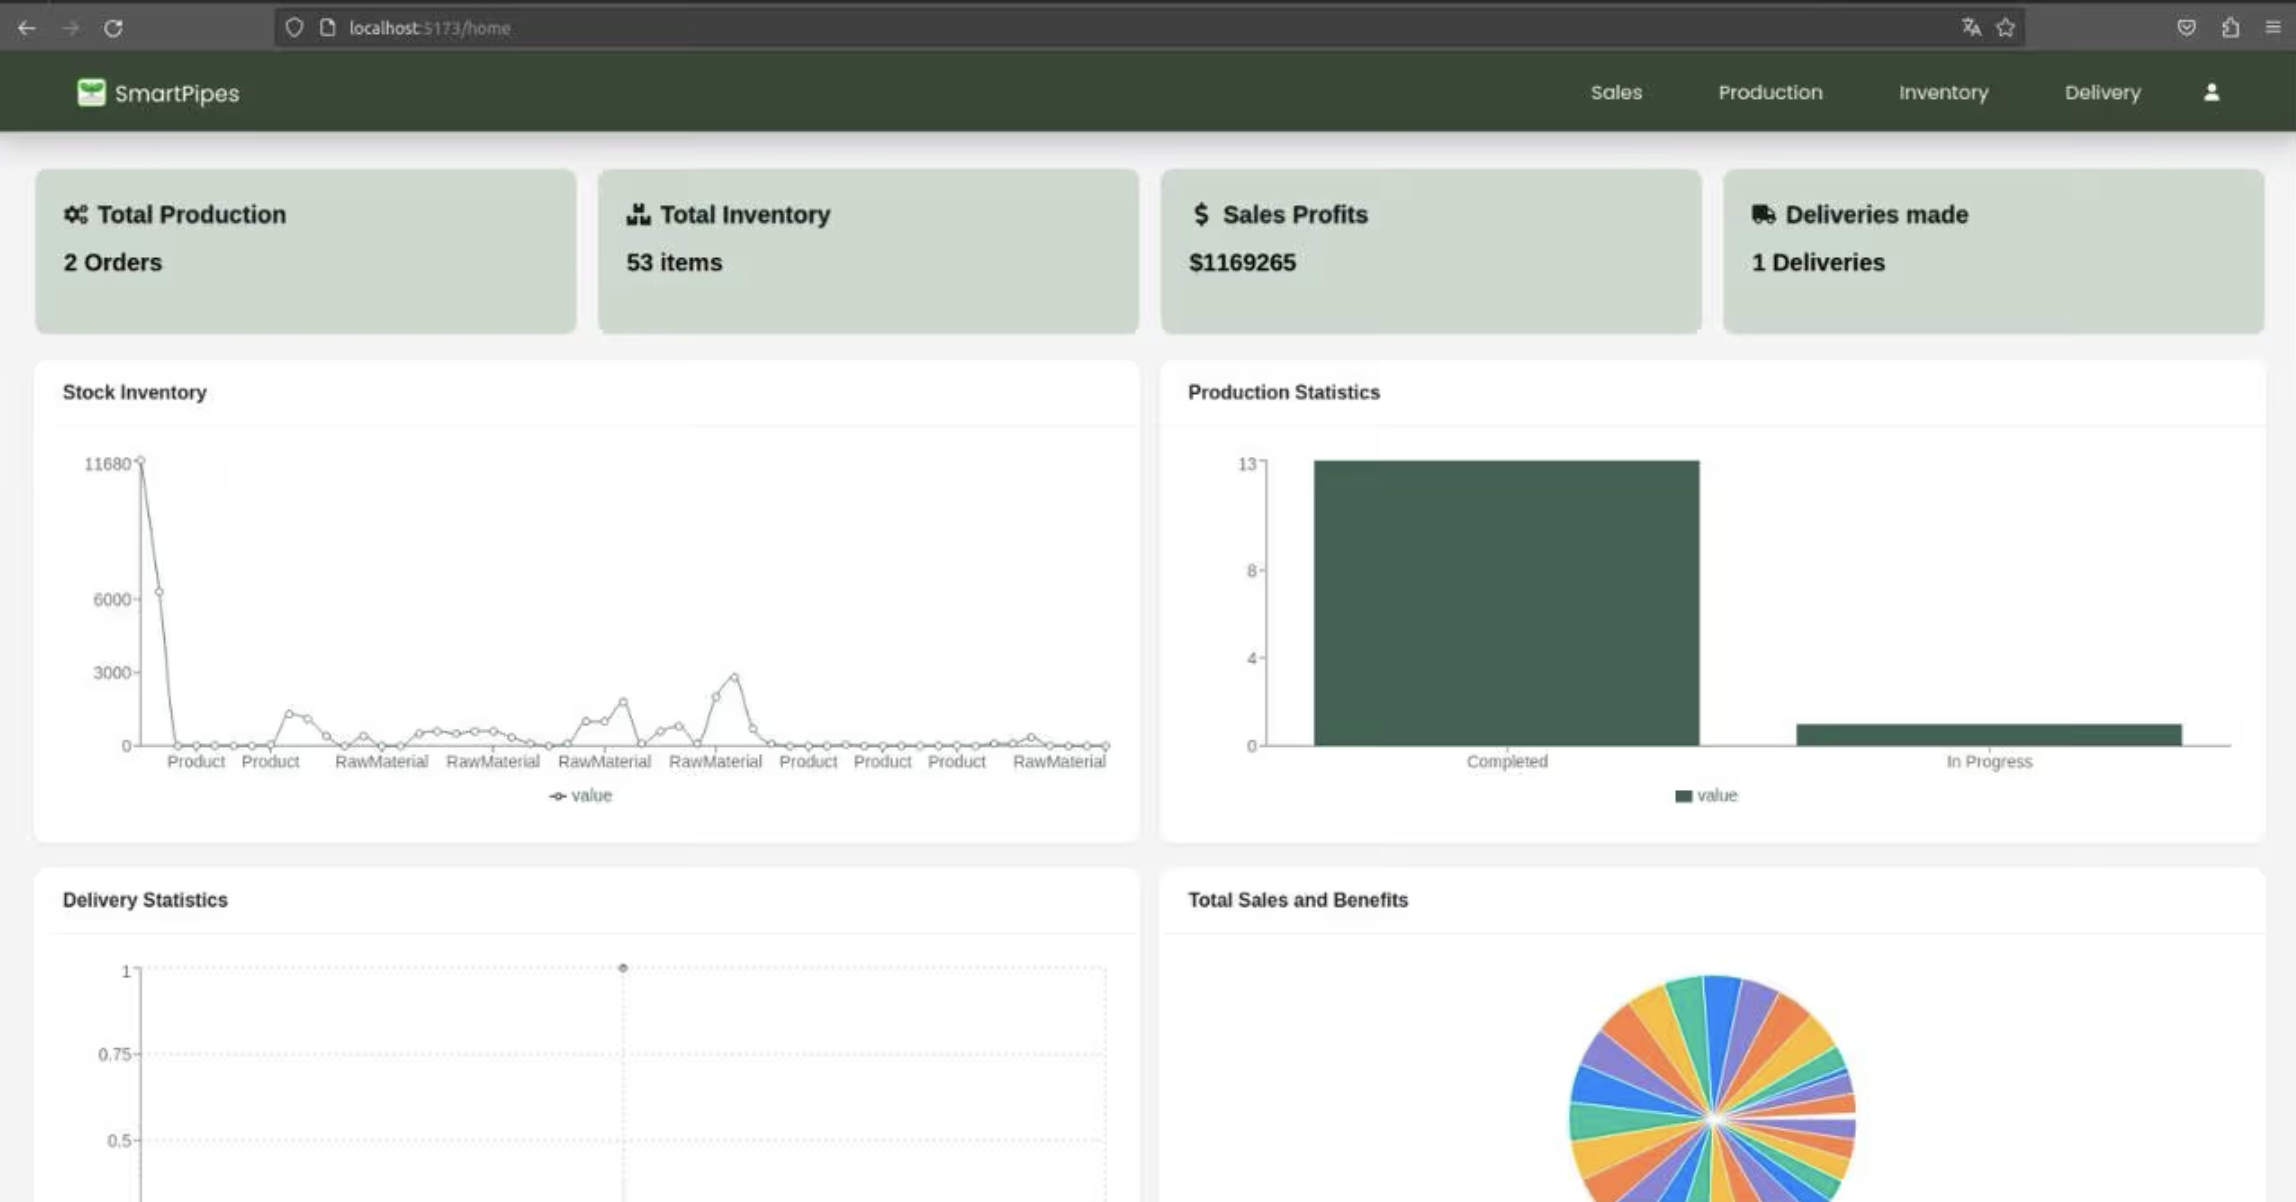 localhost:5173/home
SmartPipes
Sales Production Inventory Delivery
Total Production
2 Orders
Total Inventory
53 items
Sales Profits
$1169265
Deliveries made
1 Deliveries
Stock Inventory
11680
6000
3000
0
Product Product RawMaterial RawMaterial RawMaterial RawMaterial Product Product Product RawMaterial
value
Production Statistics
13
8
4
0
Completed In Progress
value
Delivery Statistics
1
0.75
0.5
Total Sales and Benefits